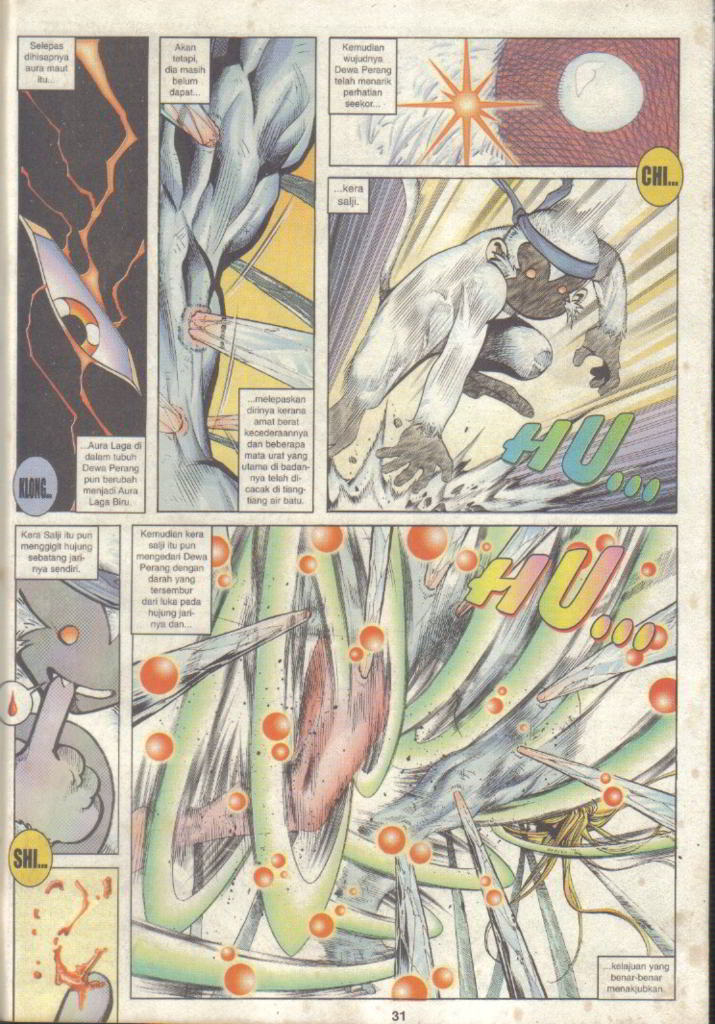 Selepas
dihisapnya
aura maut
itu...
...Aura Laga di
dalam tubuh
Dewa Perang
pun berubah
menjadi Aura
Laga Biru.
KLONG...
Akan
tetapi,
dia masih
belum
dapat...
...melepaskan
dirinya kerana
amat berat
kecederaannya
dan beberapa
mata urat yang
utama di badan-
nya telah di-
cacak di tiang-
tiang air batu.
Kemudian
wujudnya
Dewa Perang
telah menarik
perhatian
seekor...
CHI...
...kera
salji.
HU...
Kera Salji itu pun
menggigit hujung
sebatang jari-
nya sendiri.
SHI...
Kemudian kera
salji itu pun
mengedari Dewa
Perang dengan
darah yang
tersembur
dari luka pada
hujung jari-
nya dan...
HU...
...kelajuan yang
benar-benar
menakjubkan.
31